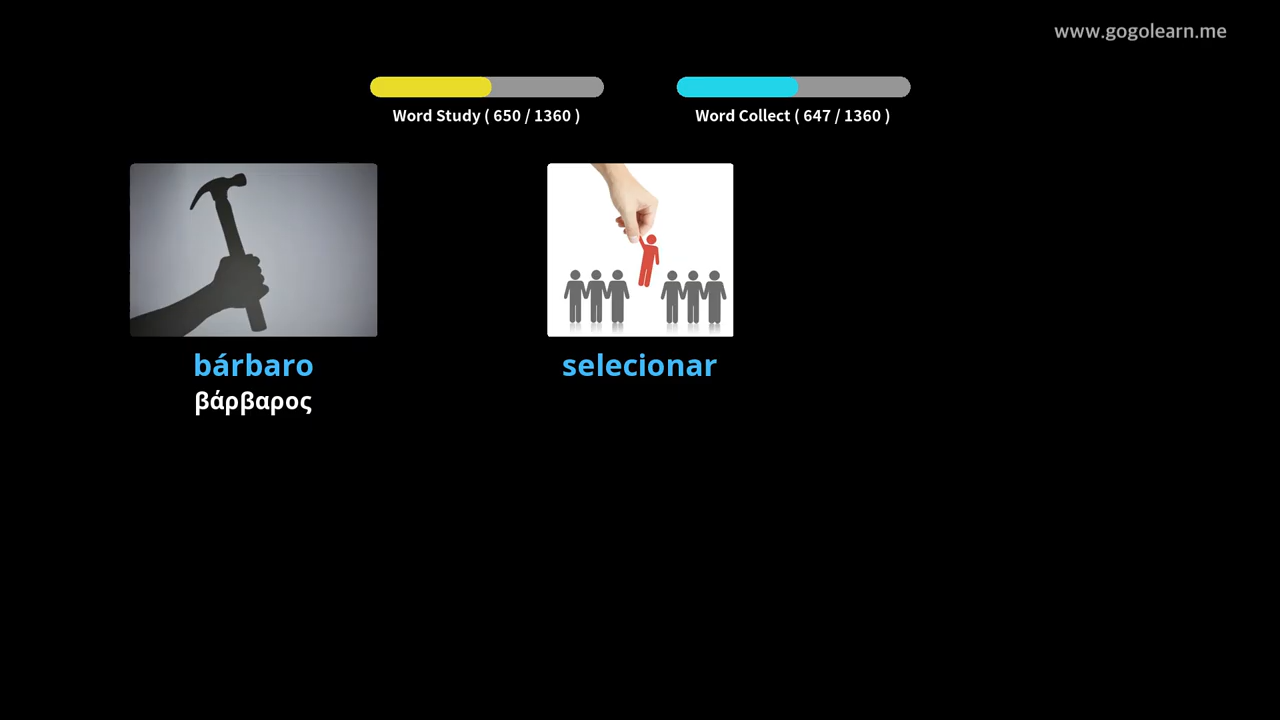 www.gogolearn.me
Word Study ( 650 / 1360 )
Word Collect ( 647 / 1360 )
bárbaro
βάρβαρος
selecionar